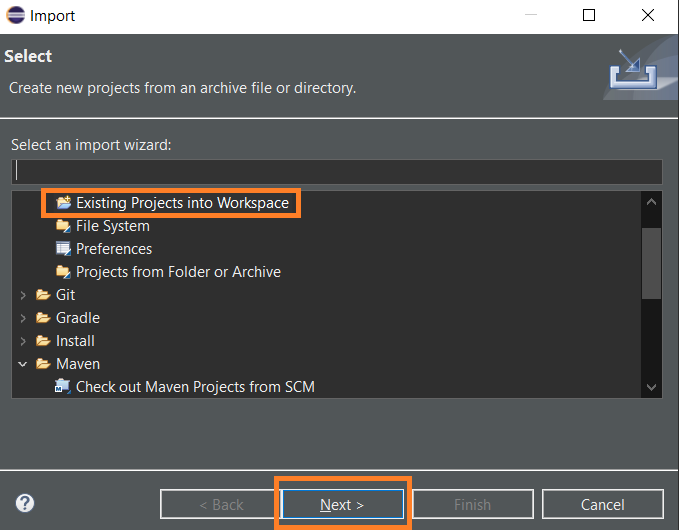 Import
Select
Create new projects from an archive file or directory.
Select an import wizard:
Existing Projects into Workspace
File System
Preferences
Projects from Folder or Archive
Git
Gradle
Install
Maven
Check out Maven Projects from SCM
? < Back Next > Finish Cancel